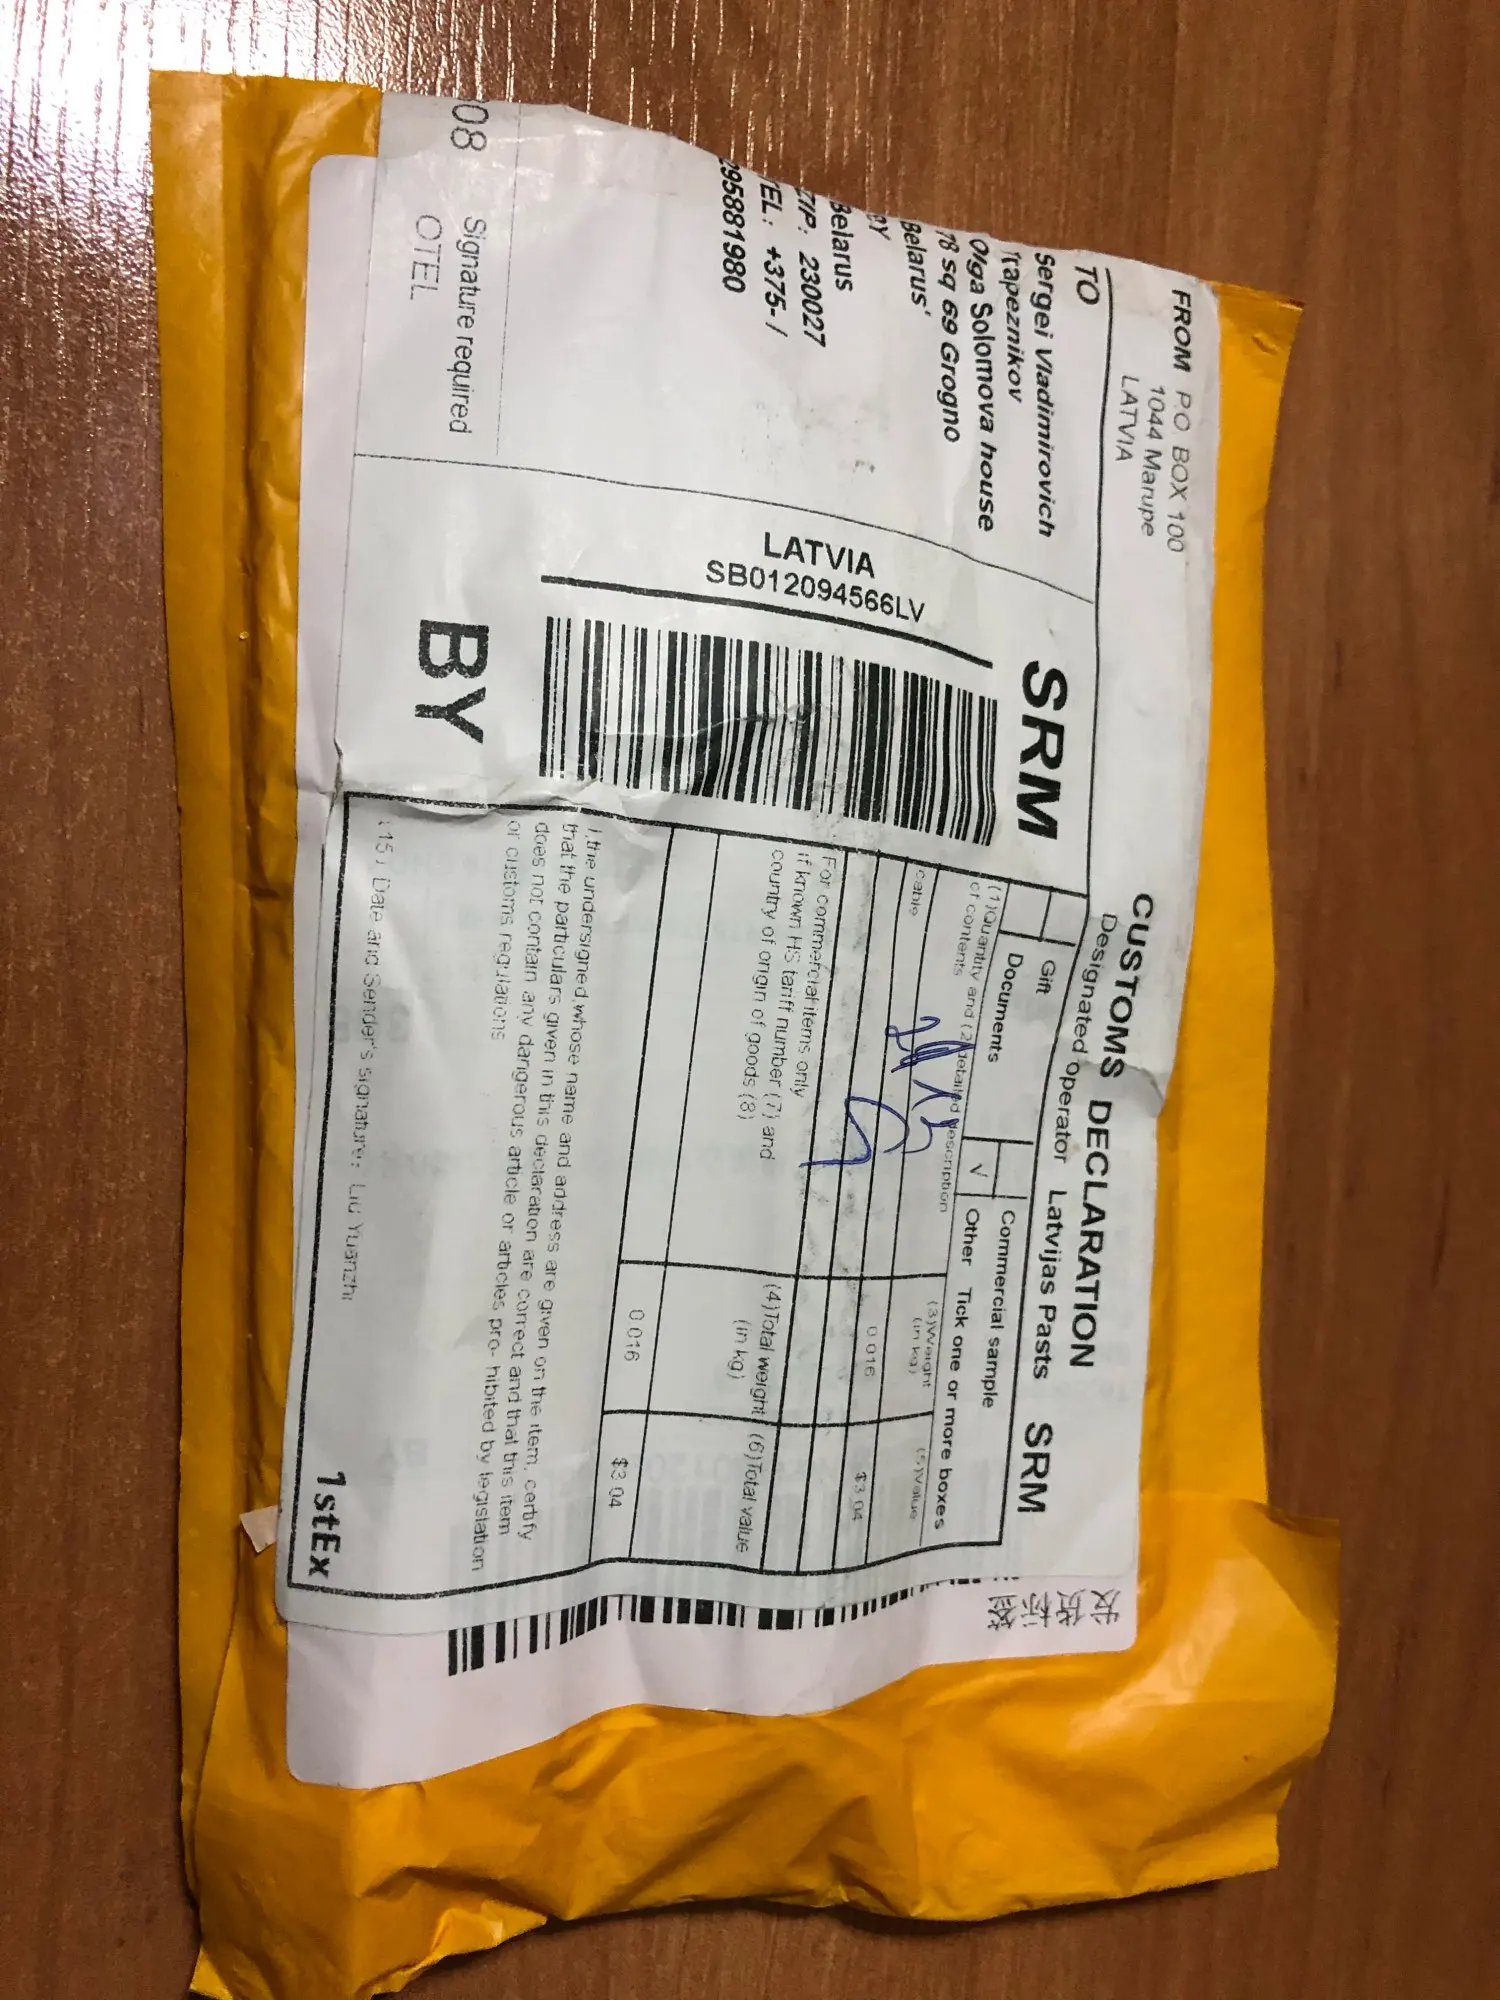 FROM PO BOX 100
1044 Marupe
LATVIA
TO
Sergei Vladimirovich
Trapeznikov
Olga Solomova house
78 sq 69 Grogno
Belarus'
BY
Belarus
ZIP: 230027
TEL: +375-/
295881980
08 Signature required
OTEL
SRM
LATVIA
SB012094566LV
BY
CUSTOMS DECLARATION
Designated operator Latvijas Pasts SRM
Gift
Commercial sample
Documents
√ Other Tick one or more boxes
(1)Quantity and (2)detailed description
of contents
(3)Weight
(in kg)
(5)Value
cable
0.016
$3.04
For commercial items only
if known HS tariff number (7) and
country of origin of goods (8)
(4)Total weight
(in kg)
(6)Total value
0.016
$3.04
I,the undersigned,whose name and address are given on the item, certify
that the particulars given in this declaration are correct and that this item
does not contain any dangerous article or articles pro- hibited by legislation
or customs regulations
(15) Date and Sender's signature: Liu Yuanzhi
1stEx